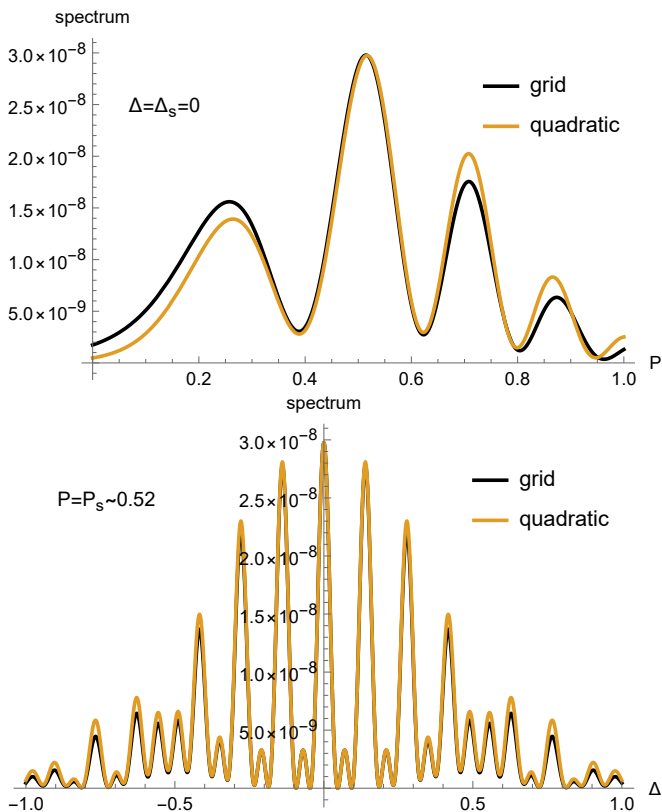 spectrum
3.0×10⁻⁸
grid
Δ=Δₛ=0
2.5×10⁻⁸
quadratic
2.0×10⁻⁸
1.5×10⁻⁸
1.0×10⁻⁸
5.0×10⁻⁹
P
0.2 0.4 0.6 0.8 1.0
spectrum
3.0×10⁻⁸
P=Pₛ~0.52
grid
2.5×10⁻⁸
quadratic
2.0×10⁻⁸
1.5×10⁻⁸
1.0×10⁻⁸
5.0×10⁻⁹
Δ
−1.0 −0.5 0 0.5 1.0